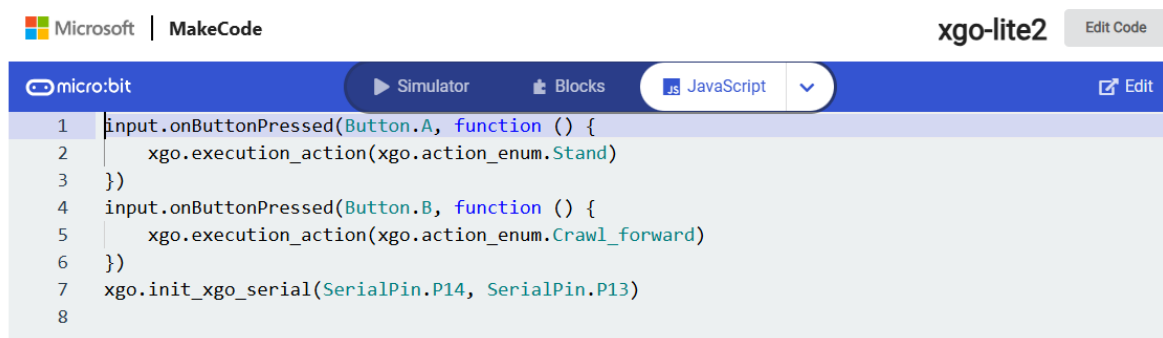 Microsoft | MakeCode
xgo-lite2
Edit Code
micro:bit
Simulator
Blocks
JS JavaScript
Edit
1 input.onButtonPressed(Button.A, function () {
2     xgo.execution_action(xgo.action_enum.Stand)
3 })
4 input.onButtonPressed(Button.B, function () {
5     xgo.execution_action(xgo.action_enum.Crawl_forward)
6 })
7 xgo.init_xgo_serial(SerialPin.P14, SerialPin.P13)
8